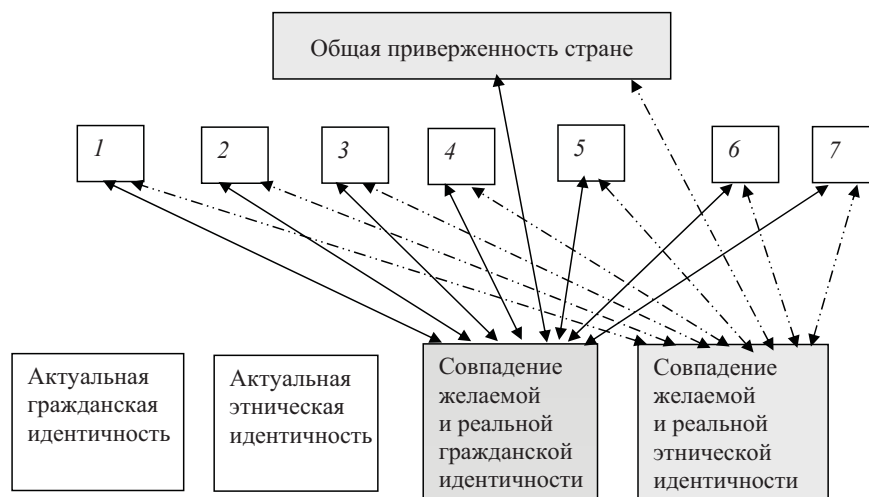 Общая приверженность стране
1 2 3 4 5 6 7
Актуальная
гражданская
идентичность
Актуальная
этническая
идентичность
Совпадение
желаемой
и реальной
гражданской
идентичности
Совпадение
желаемой
и реальной
этнической
идентичности